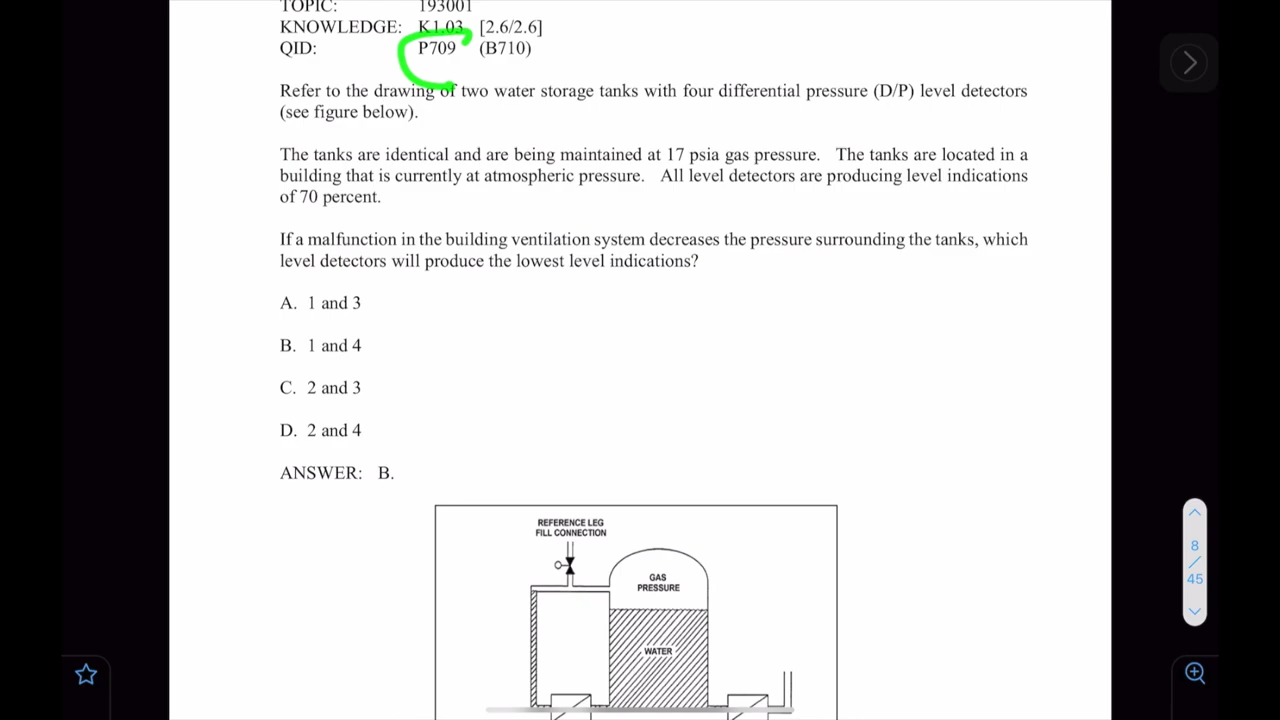 TOPIC: 193001
KNOWLEDGE: K1.03 [2.6/2.6]
QID: P709 (B710)
Refer to the drawing of two water storage tanks with four differential pressure (D/P) level detectors
(see figure below).
The tanks are identical and are being maintained at 17 psia gas pressure. The tanks are located in a
building that is currently at atmospheric pressure. All level detectors are producing level indications
of 70 percent.
If a malfunction in the building ventilation system decreases the pressure surrounding the tanks, which
level detectors will produce the lowest level indications?
A. 1 and 3
B. 1 and 4
C. 2 and 3
D. 2 and 4
ANSWER: B.
REFERENCE LEG
FILL CONNECTION
GAS
PRESSURE
WATER
8
/
45